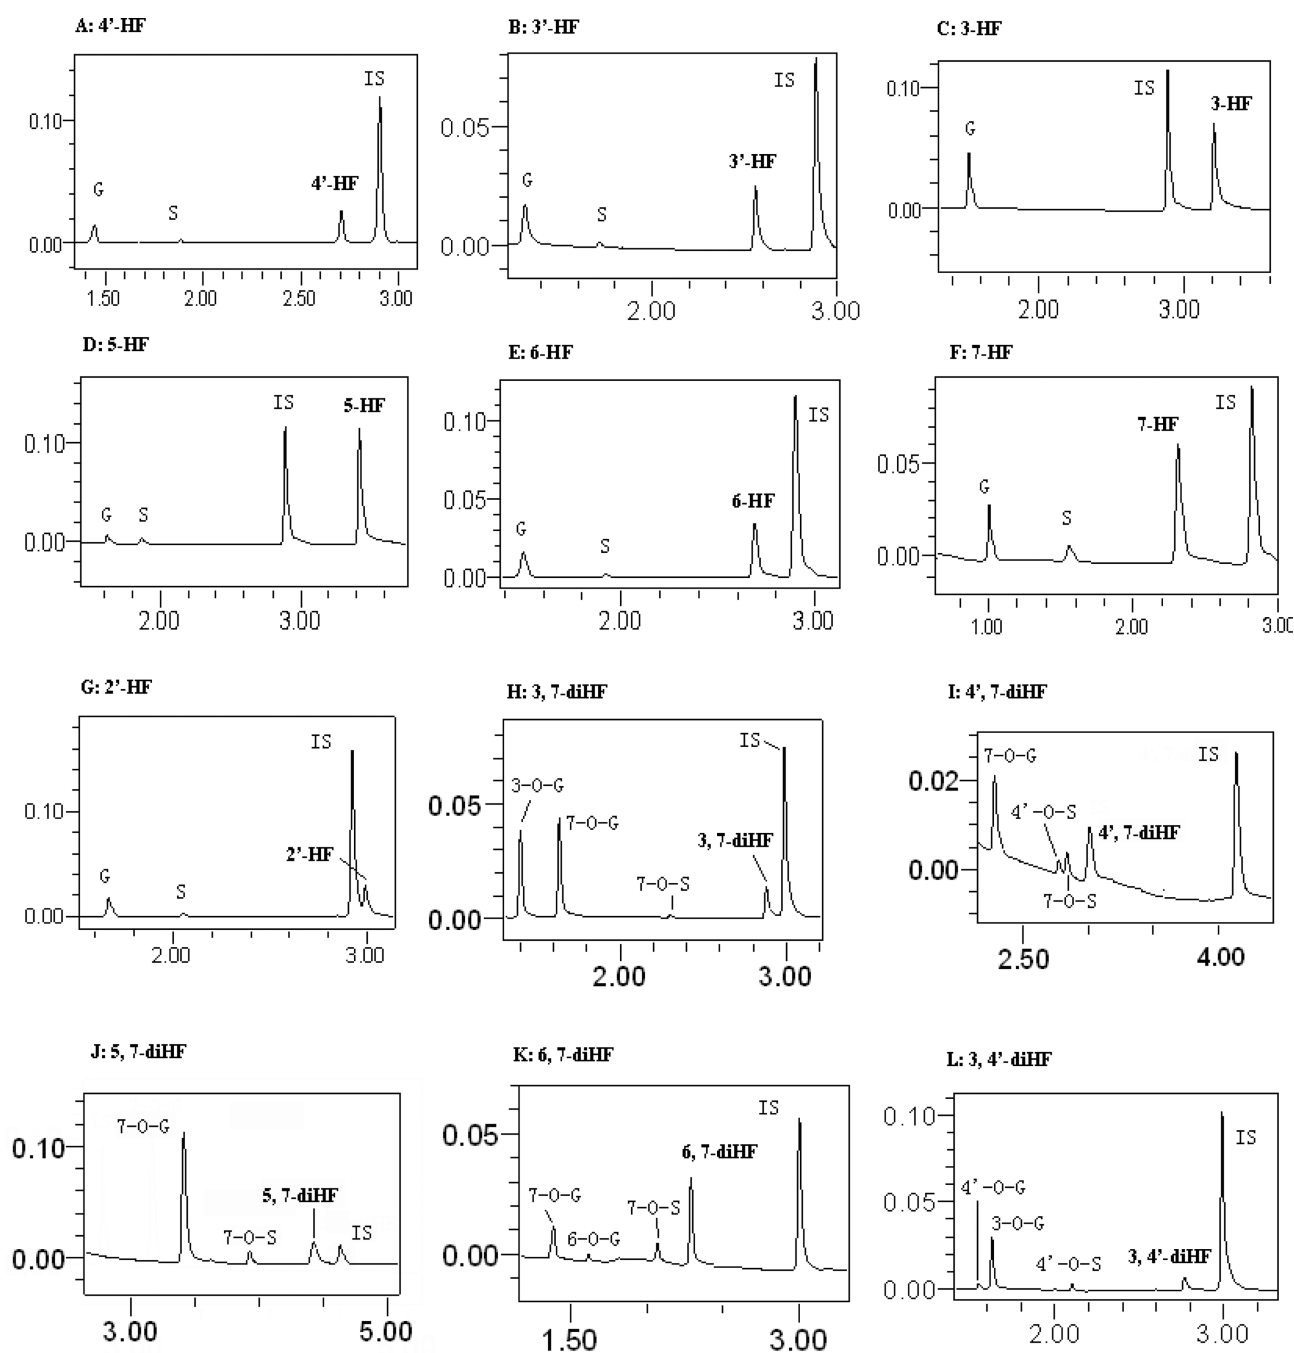 A: 4’-HF
IS
0.10
4’-HF
G
S
0.00
1.50 2.00 2.50 3.00
B: 3’-HF
IS
0.05
3’-HF
G
S
0.00
2.00 3.00
C: 3-HF
0.10
IS
3-HF
G
0.00
2.00 3.00
D: 5-HF
IS
5-HF
0.10
G
S
0.00
2.00 3.00
E: 6-HF
0.10
IS
0.05
6-HF
G
S
0.00
2.00 3.00
F: 7-HF
IS
7-HF
0.05
G
S
0.00
1.00 2.00 3.00
G: 2’-HF
IS
0.10
2’-HF
G
S
0.00
2.00 3.00
H: 3, 7-diHF
IS
3-O-G
0.05
7-O-G
3, 7-diHF
7-O-S
0.00
2.00 3.00
I: 4’, 7-diHF
7-O-G
IS
0.02
4’-O-S
4’, 7-diHF
0.00
7-O-S
2.50 4.00
J: 5, 7-diHF
7-O-G
0.10
5, 7-diHF
7-O-S
IS
0.00
3.00 5.00
K: 6, 7-diHF
IS
0.05
6, 7-diHF
7-O-G
7-O-S
6-O-G
0.00
1.50 3.00
L: 3, 4’-diHF
0.10
IS
0.05
4’-O-G
3-O-G
4’-O-S
3, 4’-diHF
0.00
2.00 3.00